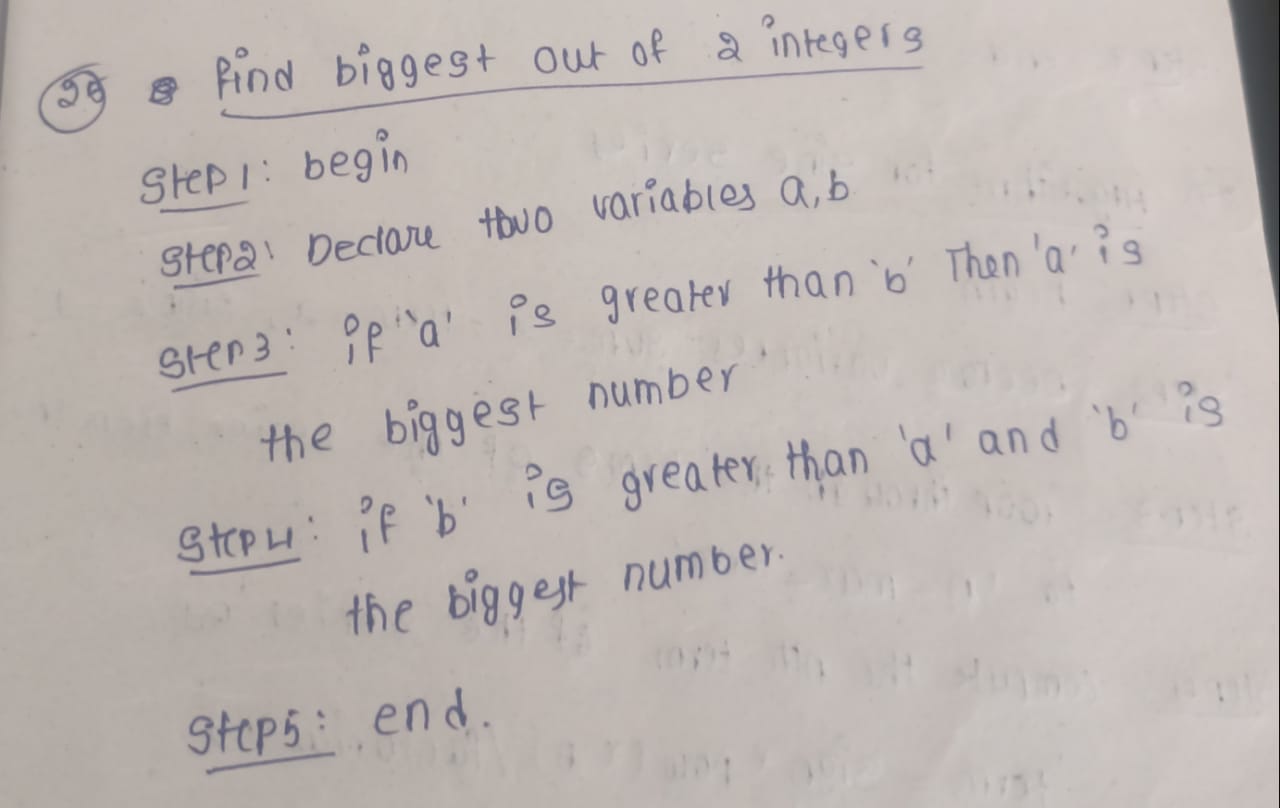 find biggest out of 2 integers
Step1: begin
Step2: Declare two variables a,b
Step3: if 'a' is greater than 'b' Then 'a' is
the biggest number
Step4: if 'b' is greater than 'a' and 'b' is
the biggest number.
Step5: end.